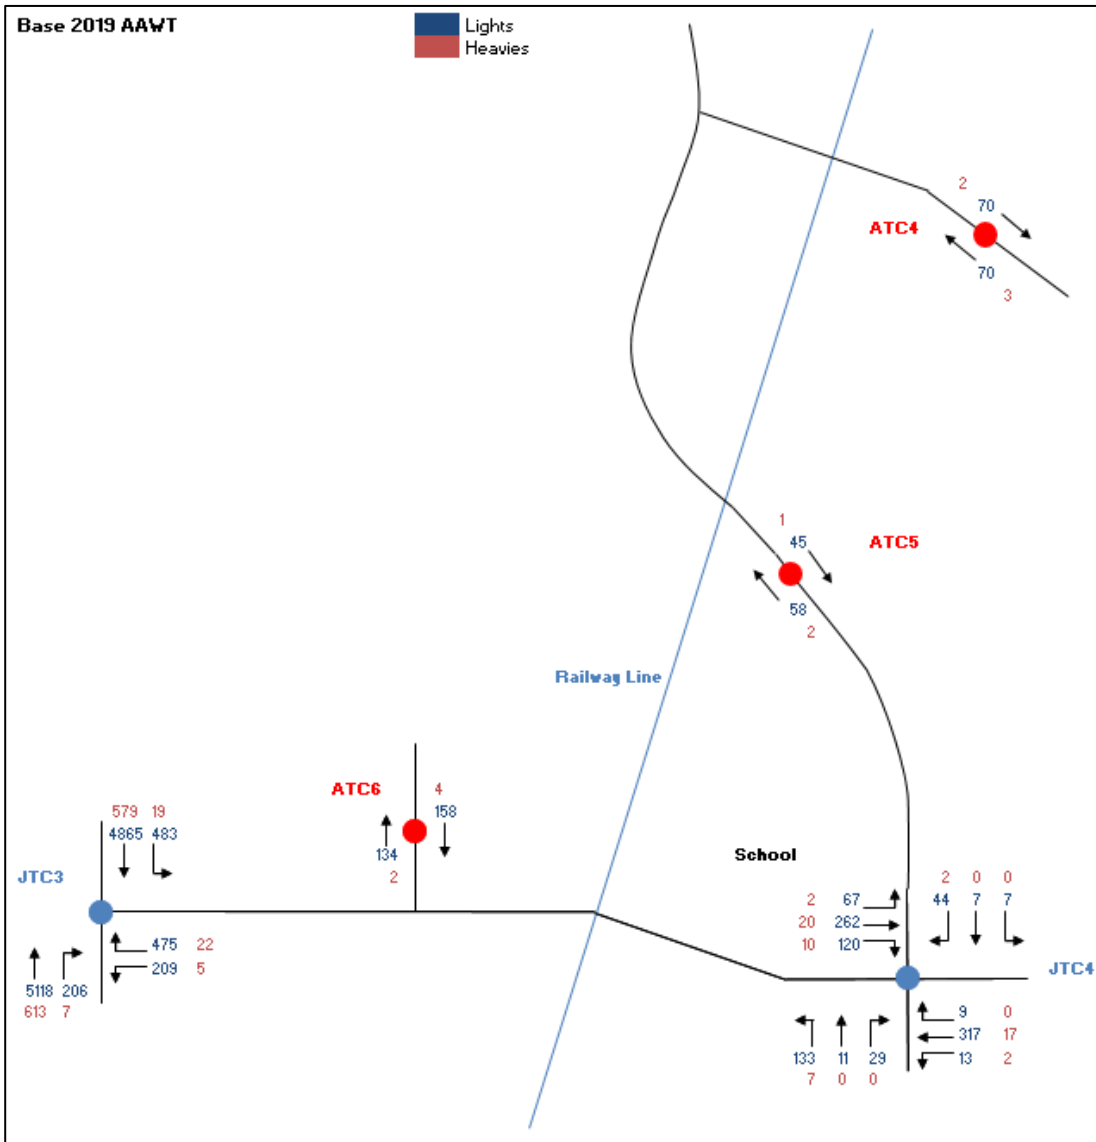 Base 2019 AAWT
Lights
Heavies
2
70
ATC4
70
3
1
45
ATC5
58
2
Railway Line
ATC6
4
158
134
2
579 19
4865 483
JTC3
475 22
209 5
5118 206
613 7
School
2 67
20 262
10 120
2 0 0
44 7 7
JTC4
9 0
317 17
13 2
133 11 29
7 0 0